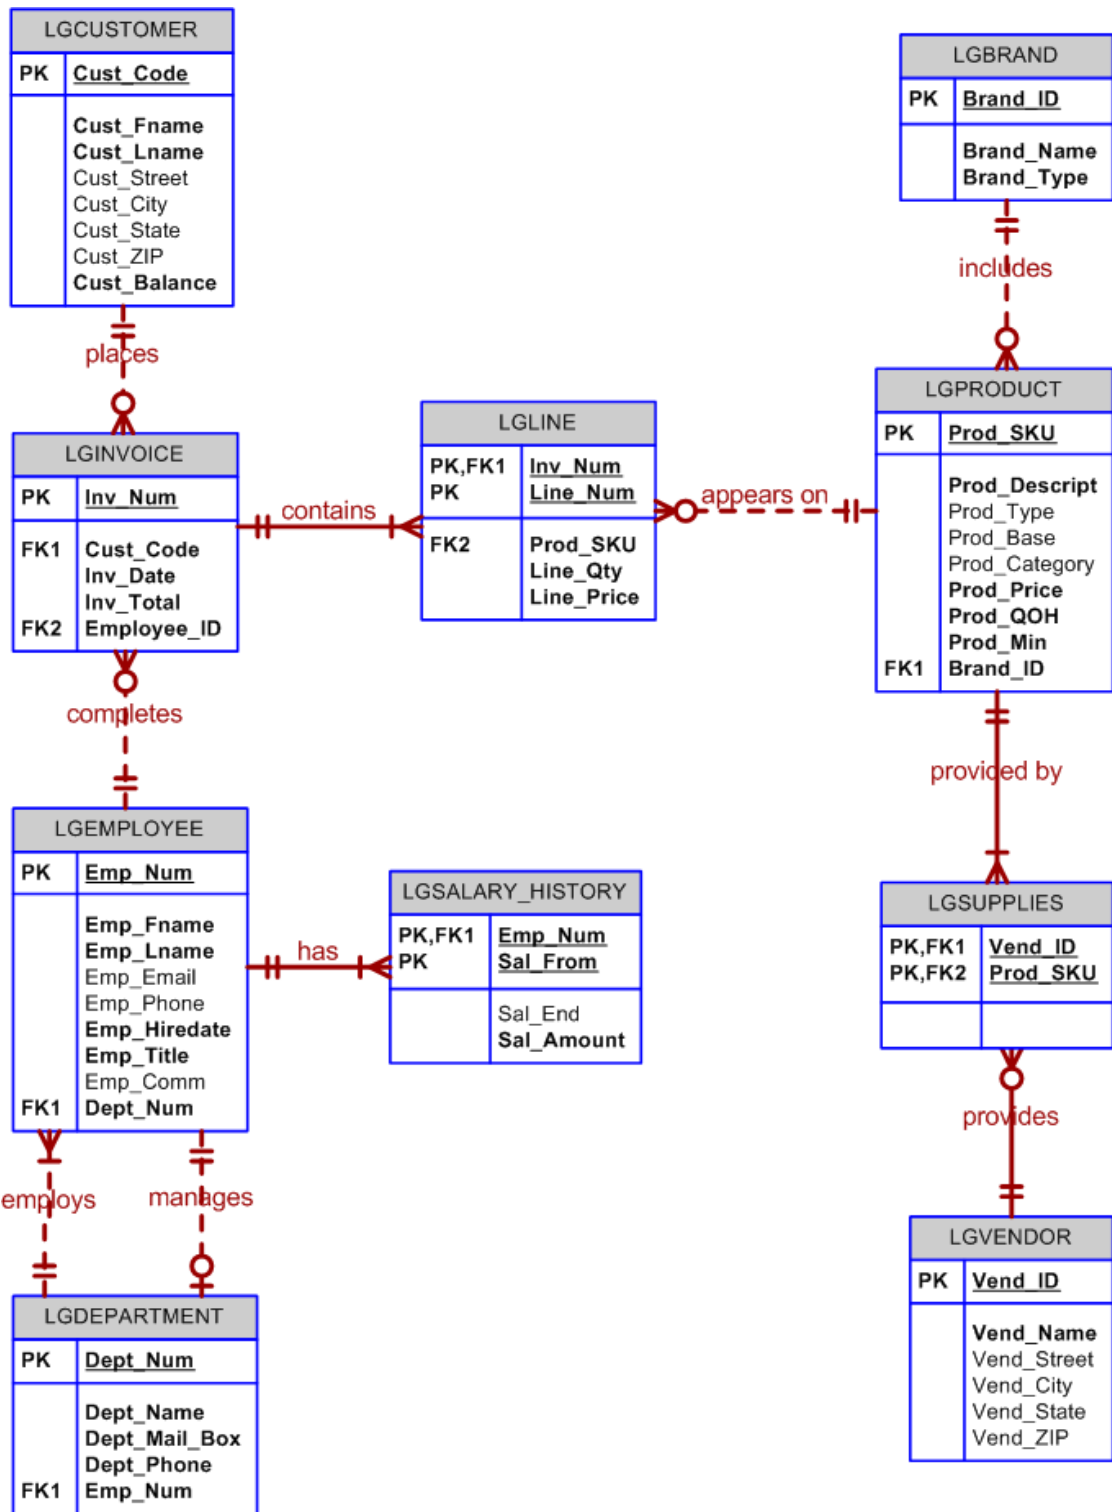 LGCUSTOMER
PK Cust_Code
Cust_Fname
Cust_Lname
Cust_Street
Cust_City
Cust_State
Cust_ZIP
Cust_Balance
places
LGINVOICE
PK Inv_Num
FK1 Cust_Code
Inv_Date
Inv_Total
FK2 Employee_ID
contains
LGLINE
PK,FK1 Inv_Num
PK Line_Num
FK2 Prod_SKU
Line_Qty
Line_Price
appears on
LGBRAND
PK Brand_ID
Brand_Name
Brand_Type
includes
LGPRODUCT
PK Prod_SKU
Prod_Descript
Prod_Type
Prod_Base
Prod_Category
Prod_Price
Prod_QOH
Prod_Min
FK1 Brand_ID
provided by
LGSUPPLIES
PK,FK1 Vend_ID
PK,FK2 Prod_SKU
provides
LGVENDOR
PK Vend_ID
Vend_Name
Vend_Street
Vend_City
Vend_State
Vend_ZIP
completes
LGEMPLOYEE
PK Emp_Num
Emp_Fname
Emp_Lname
Emp_Email
Emp_Phone
Emp_Hiredate
Emp_Title
Emp_Comm
FK1 Dept_Num
has
LGSALARY_HISTORY
PK,FK1 Emp_Num
PK Sal_From
Sal_End
Sal_Amount
employs
manages
LGDEPARTMENT
PK Dept_Num
Dept_Name
Dept_Mail_Box
Dept_Phone
FK1 Emp_Num